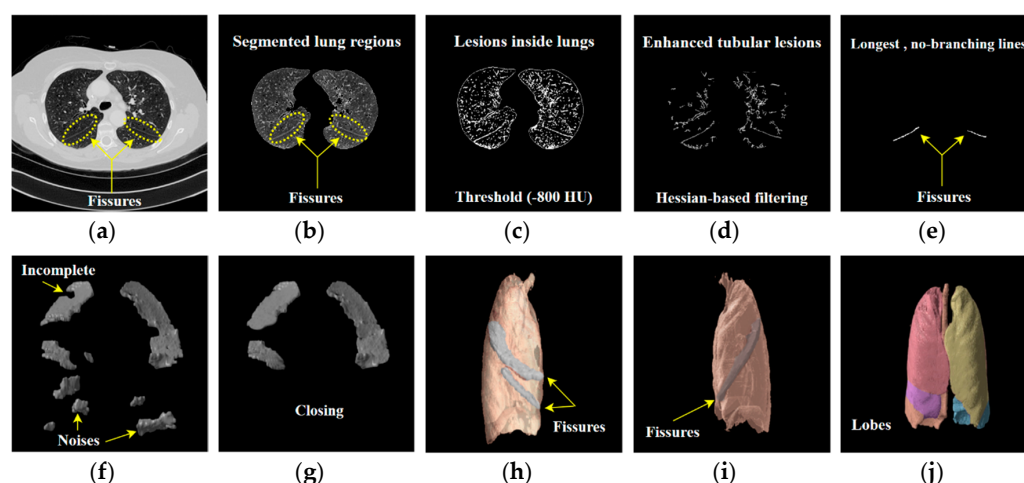 Fissures
(a)
Segmented lung regions
Fissures
(b)
Lesions inside lungs
Threshold (-800 HU)
(c)
Enhanced tubular lesions
Hessian-based filtering
(d)
Longest , no-branching lines
Fissures
(e)
Incomplete
Noises
(f)
Closing
(g)
Fissures
(h)
Fissures
(i)
Lobes
(j)